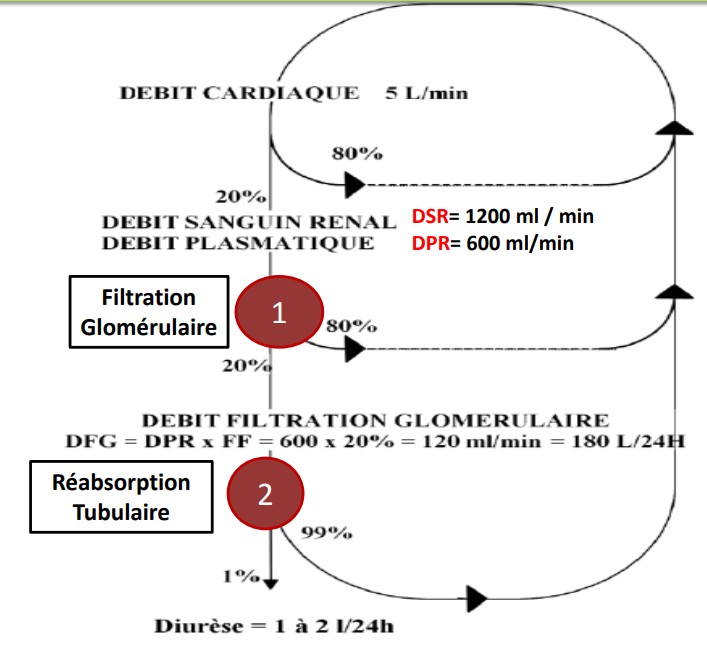 DEBIT CARDIAQUE 5 L/min
80%
20%
DEBIT SANGUIN RENAL DSR= 1200 ml / min
DEBIT PLASMATIQUE DPR= 600 ml/min
Filtration
Glomérulaire
1
80%
20%
DEBIT FILTRATION GLOMERULAIRE
DFG = DPR x FF = 600 x 20% = 120 ml/min = 180 L/24H
Réabsorption
Tubulaire
2
99%
1%
Diurèse = 1 à 2 l/24h